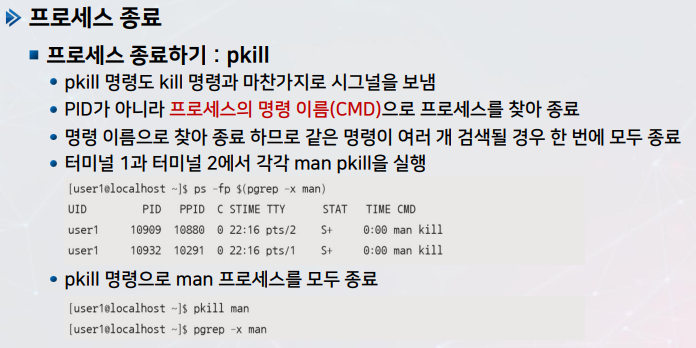 프로세스 종료
프로세스 종료하기 : pkill
pkill 명령도 kill 명령과 마찬가지로 시그널을 보냄
PID가 아니라 프로세스의 명령 이름(CMD)으로 프로세스를 찾아 종료
명령 이름으로 찾아 종료 하므로 같은 명령이 여러 개 검색될 경우 한 번에 모두 종료
터미널 1과 터미널 2에서 각각 man pkill을 실행
[user1@localhost ~]$ ps -fp $(pgrep -x man)
UID PID PPID C STIME TTY STAT TIME CMD
user1 10909 10880 0 22:16 pts/2 S+ 0:00 man kill
user1 10932 10291 0 22:16 pts/1 S+ 0:00 man kill
pkill 명령으로 man 프로세스를 모두 종료
[user1@localhost ~]$ pkill man
[user1@localhost ~]$ pgrep -x man